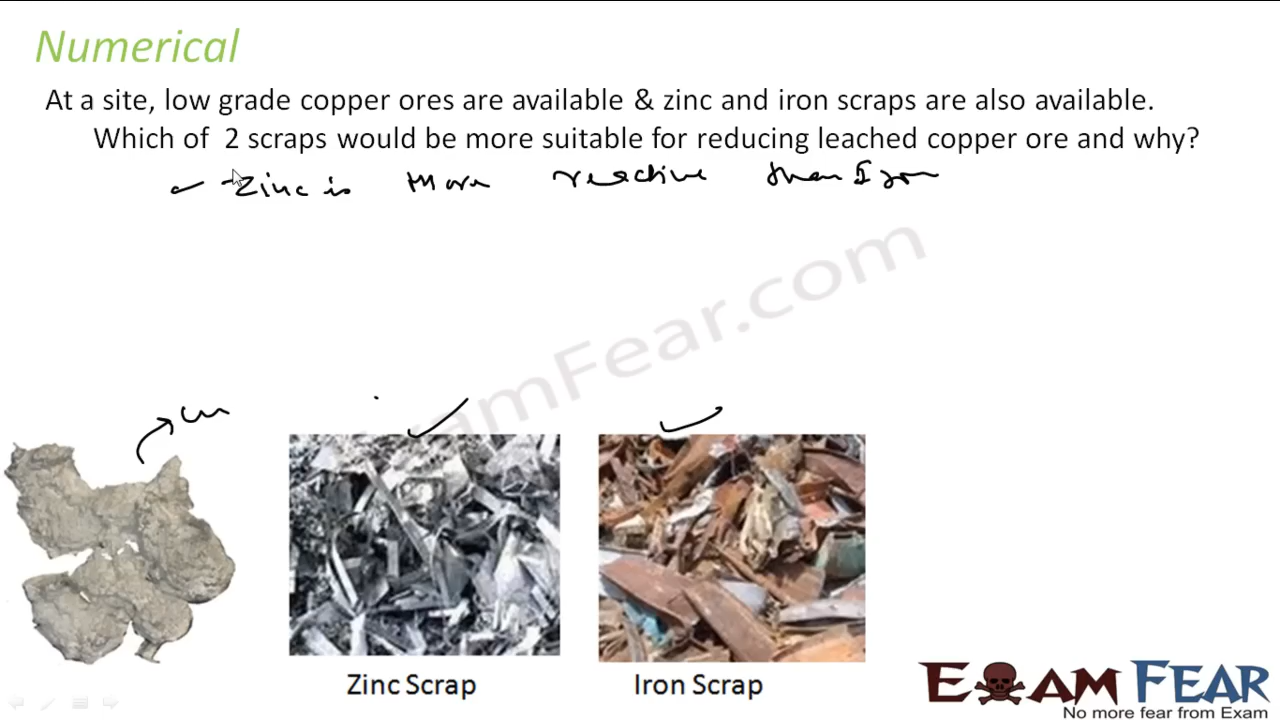 Numerical
At a site, low grade copper ores are available & zinc and iron scraps are also available.
Which of 2 scraps would be more suitable for reducing leached copper ore and why?
Zinc is more reactive than Iron
ExamFear.com
Cu
Zinc Scrap
Iron Scrap
EXAM FEAR
No more fear from Exam